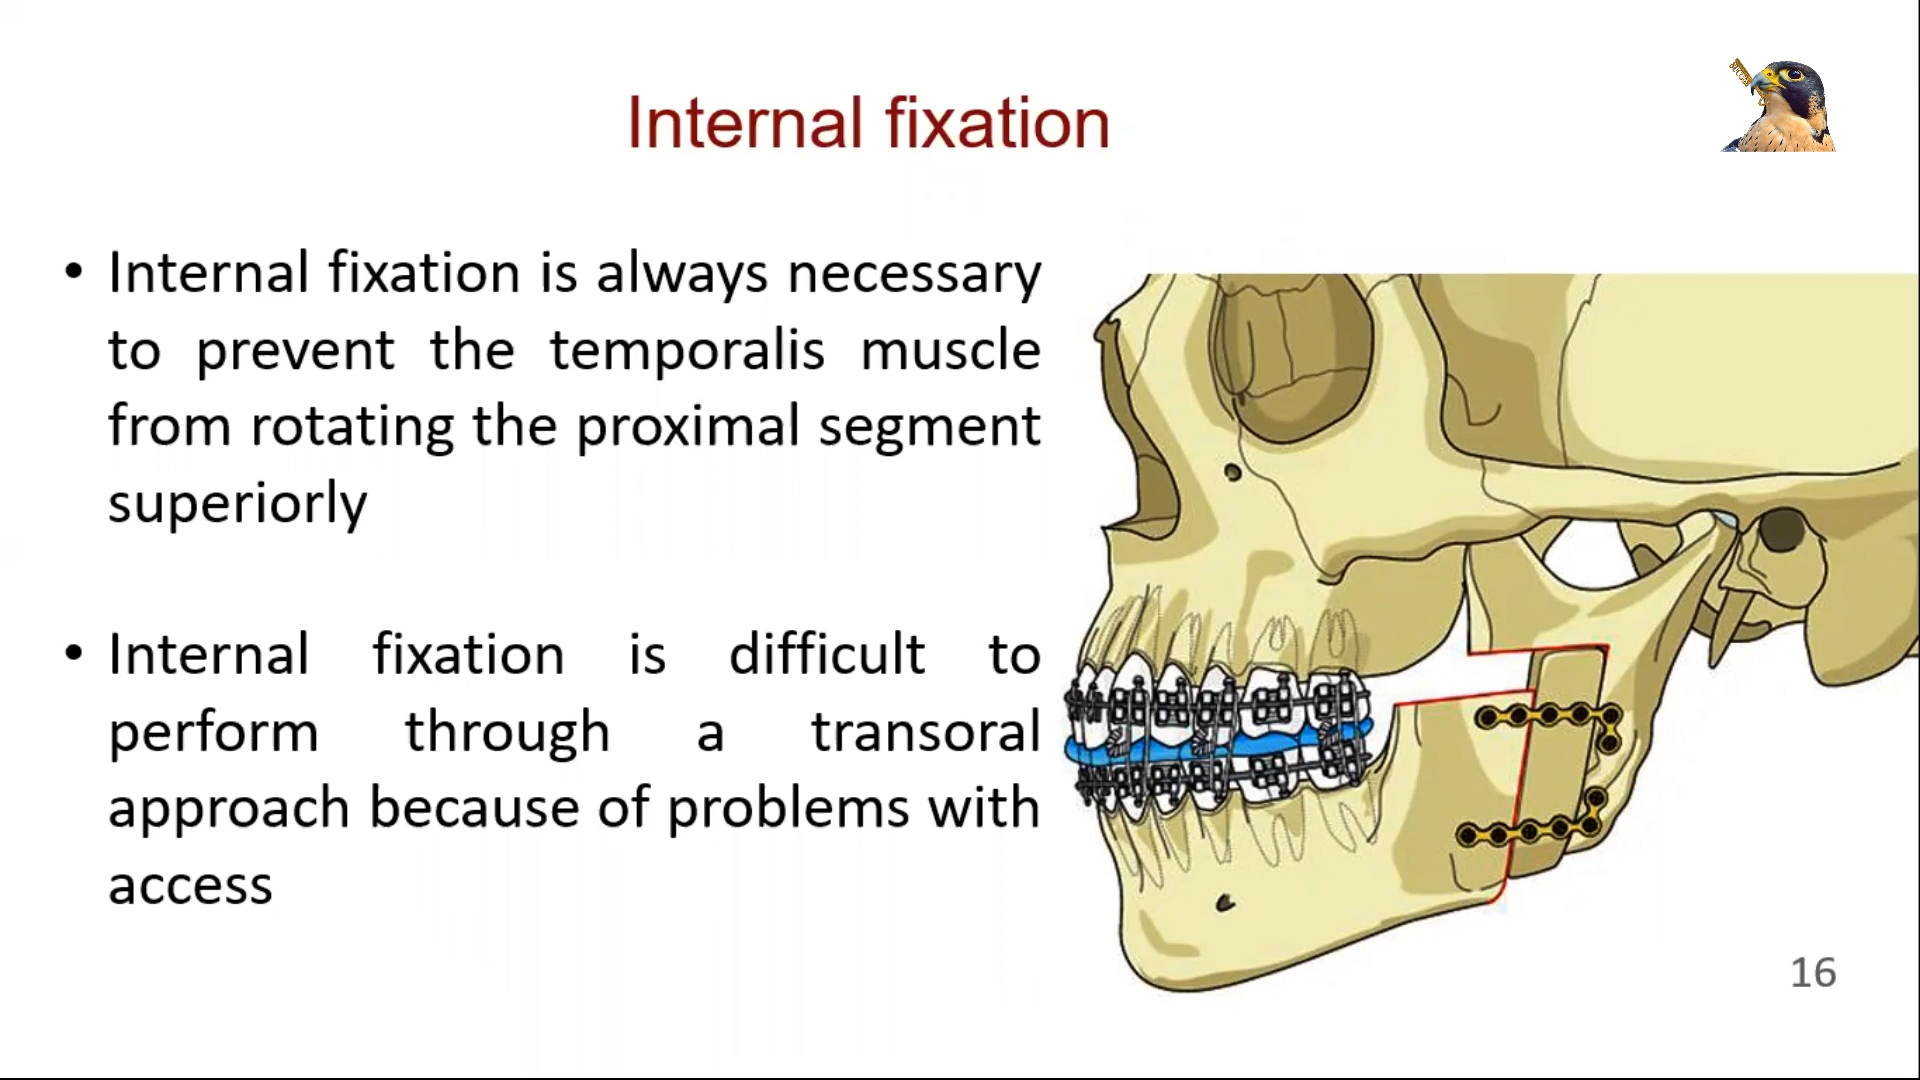 Internal fixation
• Internal fixation is always necessary
to prevent the temporalis muscle
from rotating the proximal segment
superiorly
• Internal fixation is difficult to
perform through a transoral
approach because of problems with
access
16